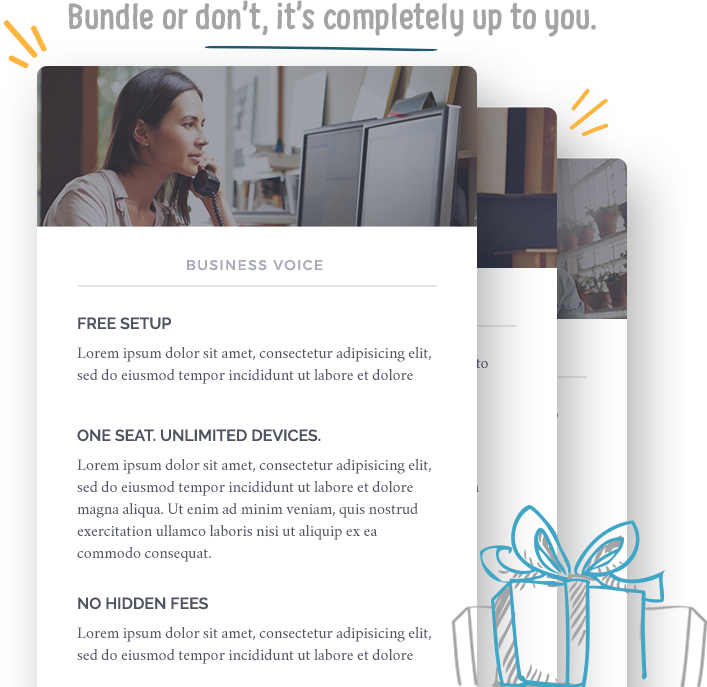 Bundle or don't, it's completely up to you.
BUSINESS VOICE
FREE SETUP
Lorem ipsum dolor sit amet, consectetur adipisicing elit,
sed do eiusmod tempor incididunt ut labore et dolore
ONE SEAT. UNLIMITED DEVICES.
Lorem ipsum dolor sit amet, consectetur adipisicing elit,
sed do eiusmod tempor incididunt ut labore et dolore
magna aliqua. Ut enim ad minim veniam, quis nostrud
exercitation ullamco laboris nisi ut aliquip ex ea
commodo consequat.
NO HIDDEN FEES
Lorem ipsum dolor sit amet, consectetur adipisicing elit,
sed do eiusmod tempor incididunt ut labore et dolore
to